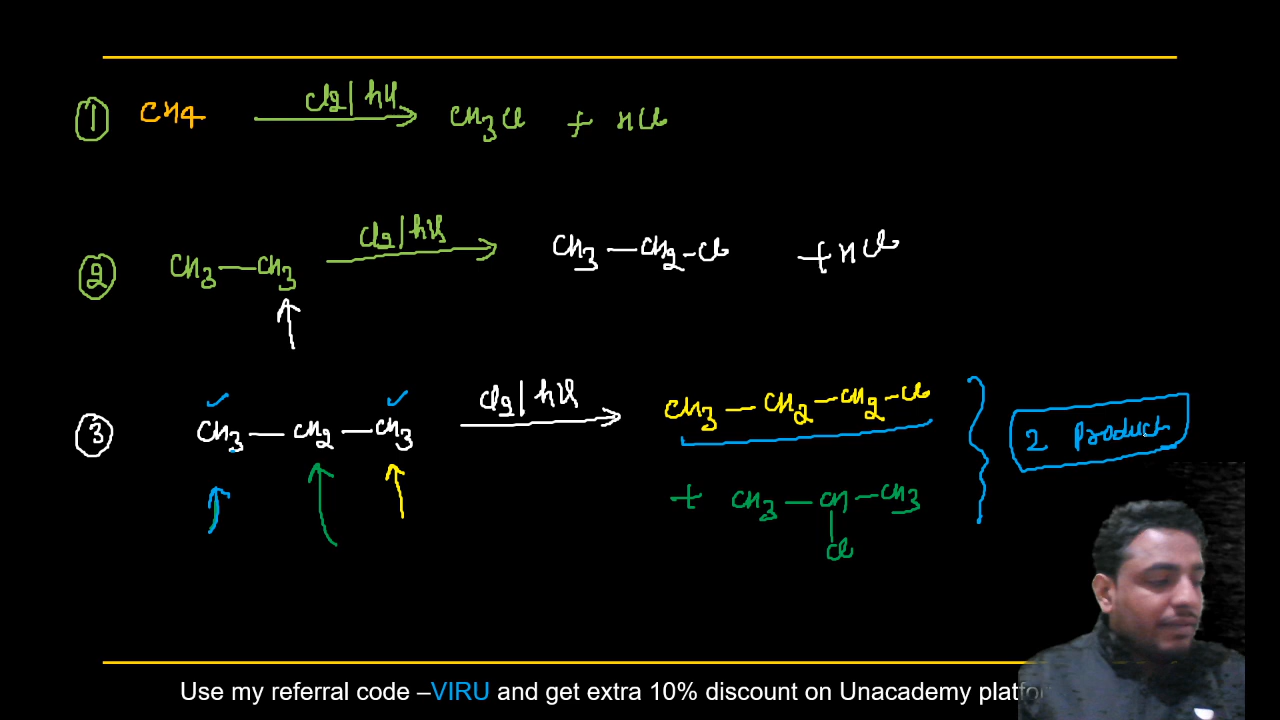 ① CH4 Cl2|hν CH3Cl + HCl
② CH3—CH3 Cl2|hν CH3—CH2-Cl + HCl
③ CH3—CH2—CH3 Cl2|hν CH3—CH2—CH2-Cl
+ CH3—CH—CH3
Cl
2 Product
Use my referral code –VIRU and get extra 10% discount on Unacademy